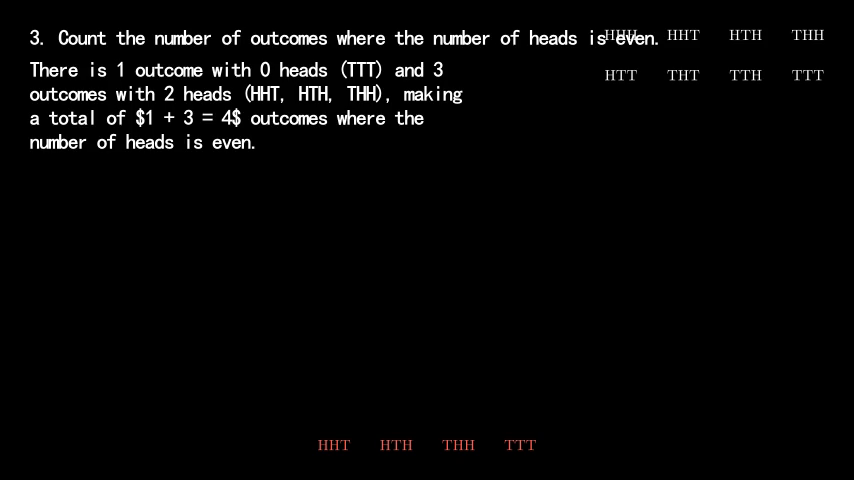 3. Count the number of outcomes where the number of heads is even.
HHH HHT HTH THH
There is 1 outcome with 0 heads (TTT) and 3
HTT THT TTH TTT
outcomes with 2 heads (HHT, HTH, THH), making
a total of $1 + 3 = 4$ outcomes where the
number of heads is even.
HHT HTH THH TTT